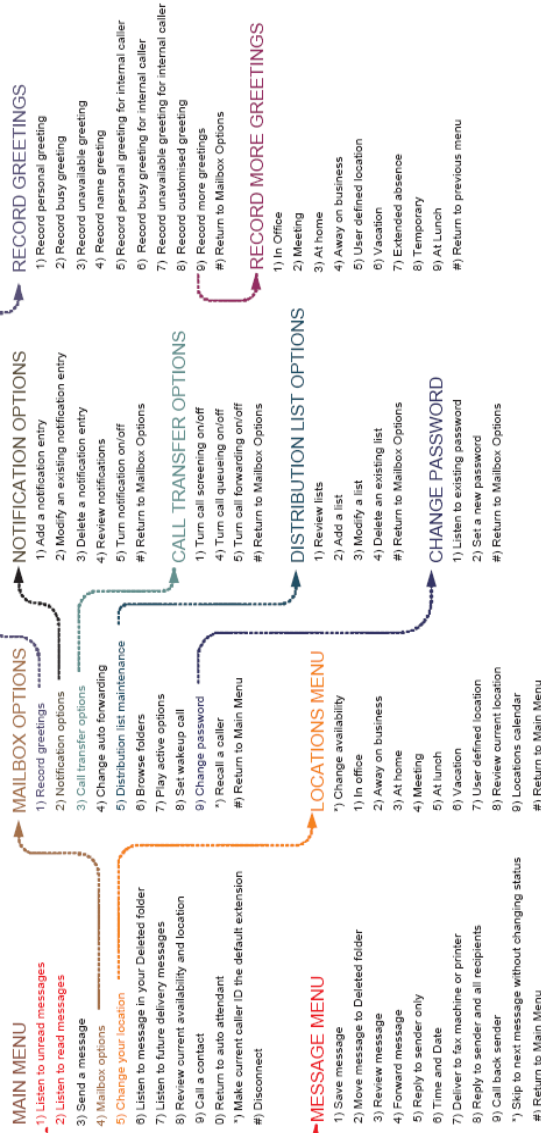 MAIN MENU
1) Listen to unread messages
2) Listen to read messages
3) Send a message
4) Mailbox options
5) Change your location
6) Listen to message in your Deleted folder
7) Listen to future delivery messages
8) Review current availability and location
9) Call a contact
0) Return to auto attendant
*) Make current caller ID the default extension
#) Disconnect
MESSAGE MENU
1) Save message
2) Move message to Deleted folder
3) Review message
4) Forward message
5) Reply to sender only
6) Time and Date
7) Deliver to fax machine or printer
8) Reply to sender and all recipients
9) Call back sender
*) Skip to next message without changing status
#) Return to Main Menu
MAILBOX OPTIONS
1) Record greetings
2) Notification options
3) Call transfer options
4) Change auto forwarding
5) Distribution list maintenance
6) Browse folders
7) Play active options
8) Set wakeup call
9) Change password
*) Recall a caller
#) Return to Main Menu
LOCATIONS MENU
*) Change availability
1) In office
2) Away on business
3) At home
4) Meeting
5) At lunch
6) Vacation
7) User defined location
8) Review current location
9) Locations calendar
#) Return to Main Menu
NOTIFICATION OPTIONS
1) Add a notification entry
2) Modify an existing notification entry
3) Delete a notification entry
4) Review notifications
5) Turn notification on/off
#) Return to Mailbox Options
CALL TRANSFER OPTIONS
1) Turn call screening on/off
4) Turn call queueing on/off
5) Turn call forwarding on/off
#) Return to Mailbox Options
DISTRIBUTION LIST OPTIONS
1) Review lists
2) Add a list
3) Modify a list
4) Delete an existing list
#) Return to Mailbox Options
CHANGE PASSWORD
1) Listen to existing password
2) Set a new password
#) Return to Mailbox Options
RECORD GREETINGS
1) Record personal greeting
2) Record busy greeting
3) Record unavailable greeting
4) Record name greeting
5) Record personal greeting for internal caller
6) Record busy greeting for internal caller
7) Record unavailable greeting for internal caller
8) Record customised greeting
9) Record more greetings
#) Return to Mailbox Options
RECORD MORE GREETINGS
1) In Office
2) Meeting
3) At home
4) Away on business
5) User defined location
6) Vacation
7) Extended absence
8) Temporary
9) At Lunch
#) Return to previous menu